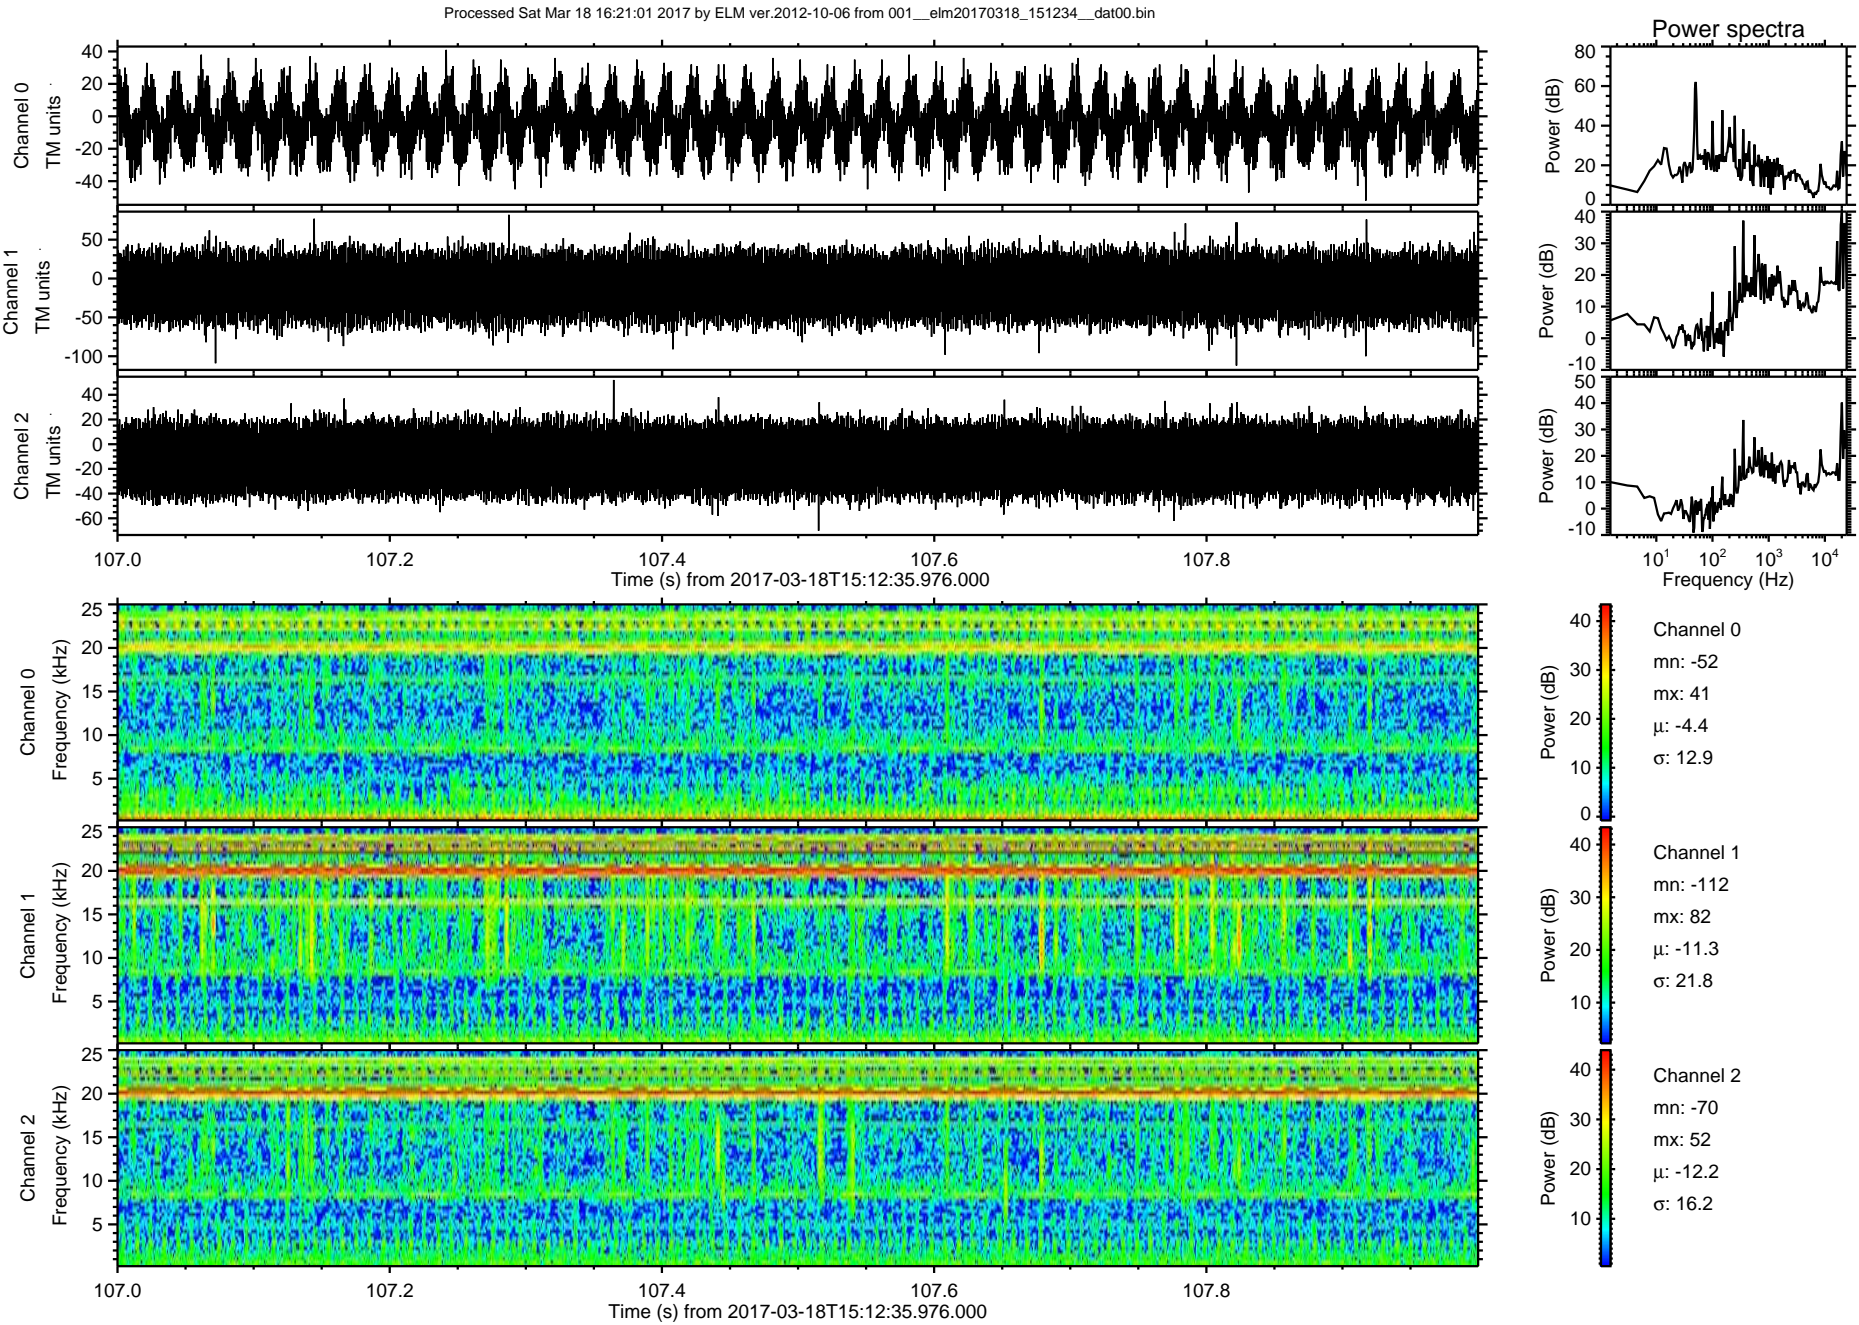 Processed Sat Mar 18 16:21:01 2017 by ELM ver.2012-10-06 from 001__elm20170318_151234__dat00.bin
Power spectra
Channel 0
TM units
40
20
0
-20
-40
Power (dB)
80
60
40
20
0
Channel 1
TM units
50
0
-50
-100
Power (dB)
40
30
20
10
0
-10
Channel 2
TM units
40
20
0
-20
-40
-60
Power (dB)
50
40
30
20
10
0
-10
107.0 107.2 107.4 107.6 107.8
Time (s) from 2017-03-18T15:12:35.976.000
10¹ 10² 10³ 10⁴
Frequency (Hz)
Channel 0
Frequency (kHz)
25
20
15
10
5
Power (dB)
40
30
20
10
0
Channel 0
mn: -52
mx: 41
μ: -4.4
σ: 12.9
Channel 1
Frequency (kHz)
25
20
15
10
5
Power (dB)
40
30
20
10
Channel 1
mn: -112
mx: 82
μ: -11.3
σ: 21.8
Channel 2
Frequency (kHz)
25
20
15
10
5
Power (dB)
40
30
20
10
Channel 2
mn: -70
mx: 52
μ: -12.2
σ: 16.2
107.0 107.2 107.4 107.6 107.8
Time (s) from 2017-03-18T15:12:35.976.000